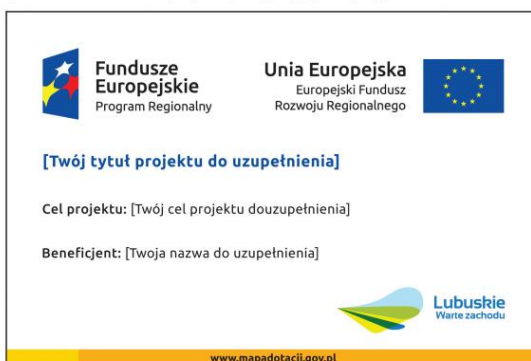 Fundusze
Europejskie
Program Regionalny
Unia Europejska
Europejski Fundusz
Rozwoju Regionalnego
[Twój tytuł projektu do uzupełnienia]
Cel projektu: [Twój cel projektu douzupełnienia]
Beneficjent: [Twoja nazwa do uzupełnienia]
Lubuskie
Warte zachodu
www.mapadotacji.gov.pl